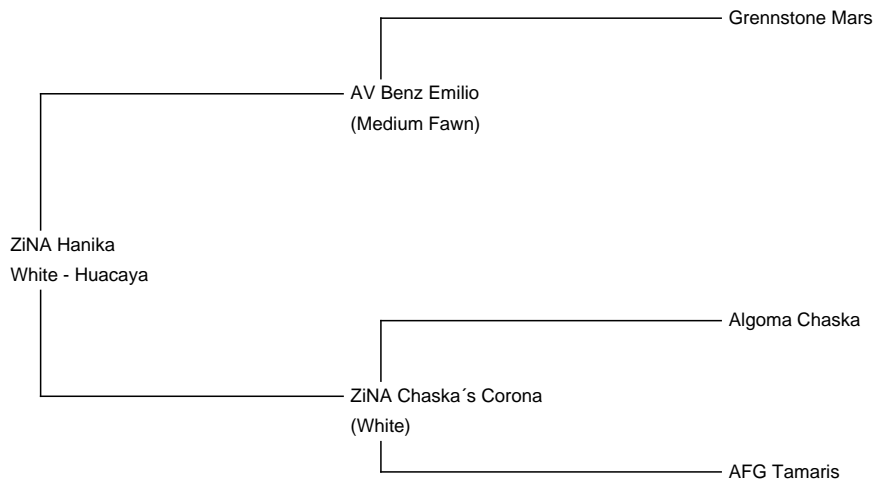 Grennstone Mars
AV Benz Emilio
(Medium Fawn)
ZiNA Hanika
White - Huacaya
Algoma Chaska
ZiNA Chaska´s Corona
(White)
AFG Tamaris